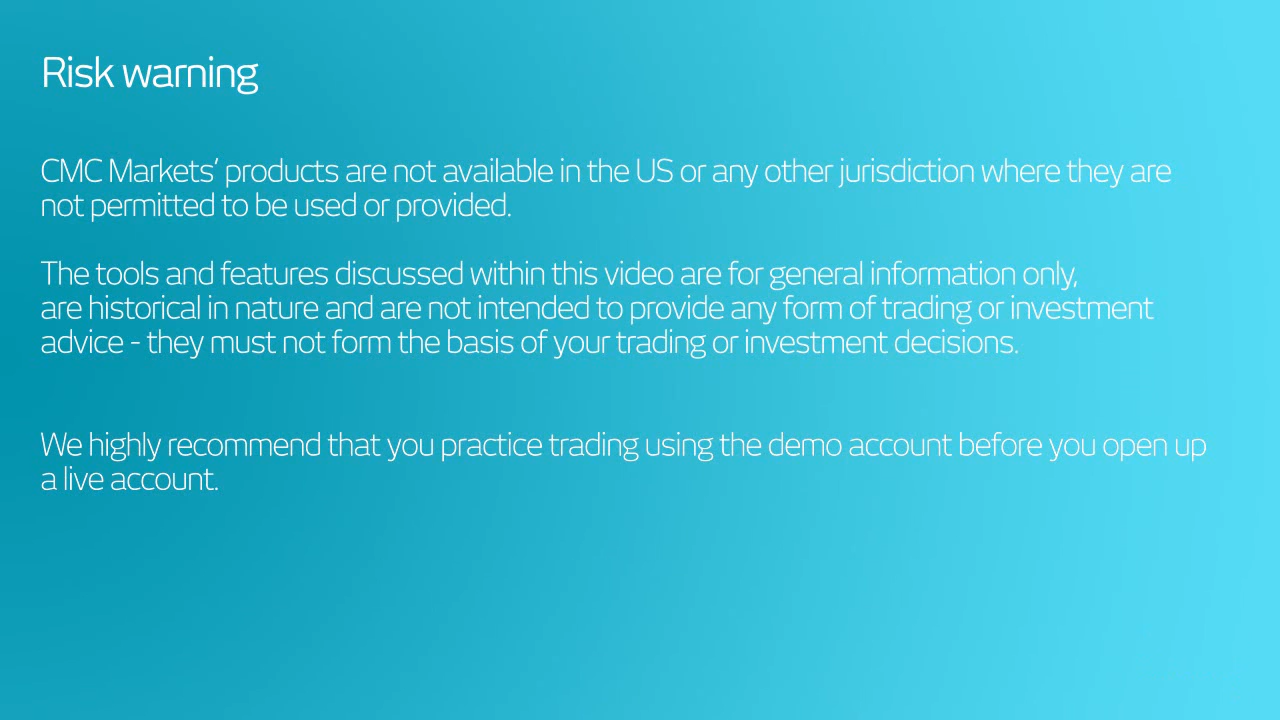 Risk warning
CMC Markets’ products are not available in the US or any other jurisdiction where they are
not permitted to be used or provided.
The tools and features discussed within this video are for general information only,
are historical in nature and are not intended to provide any form of trading or investment
advice - they must not form the basis of your trading or investment decisions.
We highly recommend that you practice trading using the demo account before you open up
a live account.